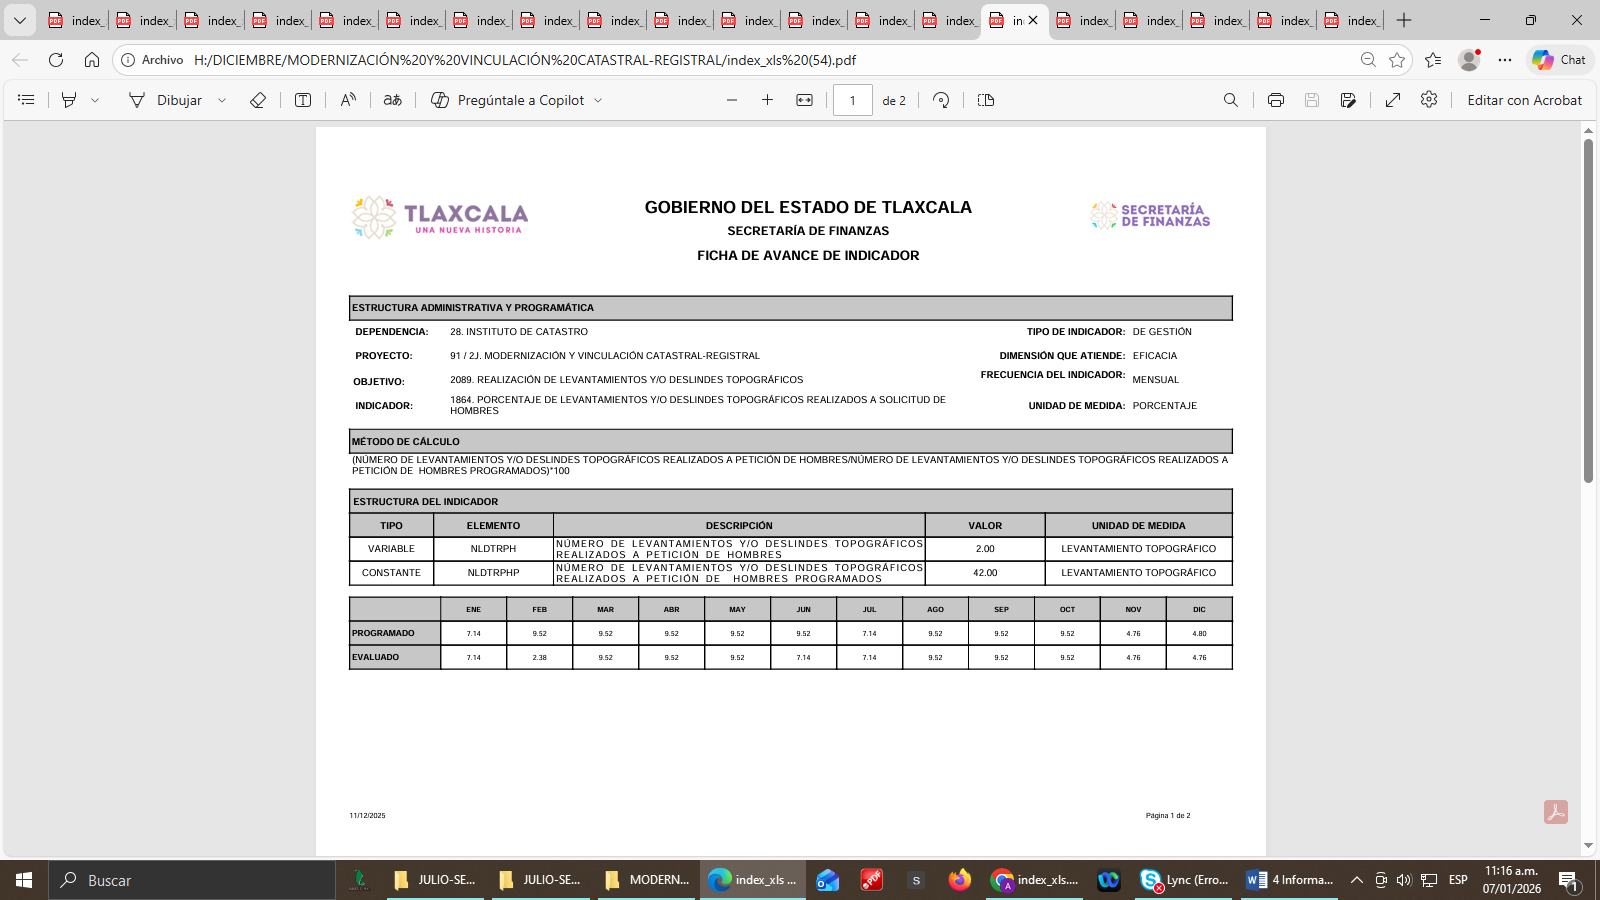 index_ index_ index_ index_ index_ index_ index_ index_ index_ index_ index_ index_ index_ index_ in index_ index_ index_ index_ index_
Archivo H:/DICIEMBRE/MODERNIZACIÓN%20Y%20VINCULACIÓN%20CATASTRAL-REGISTRAL/index_xls%20(54).pdf Chat
Dibujar Pregúntale a Copilot 1 de 2 Editar con Acrobat
TLAXCALA
UNA NUEVA HISTORIA
GOBIERNO DEL ESTADO DE TLAXCALA
SECRETARÍA DE FINANZAS
FICHA DE AVANCE DE INDICADOR
SECRETARÍA
DE FINANZAS
ESTRUCTURA ADMINISTRATIVA Y PROGRAMÁTICA
DEPENDENCIA: 28. INSTITUTO DE CATASTRO TIPO DE INDICADOR: DE GESTIÓN
PROYECTO: 91 / 2J. MODERNIZACIÓN Y VINCULACIÓN CATASTRAL-REGISTRAL DIMENSIÓN QUE ATIENDE: EFICACIA
OBJETIVO: 2089. REALIZACIÓN DE LEVANTAMIENTOS Y/O DESLINDES TOPOGRÁFICOS FRECUENCIA DEL INDICADOR: MENSUAL
INDICADOR: 1864. PORCENTAJE DE LEVANTAMIENTOS Y/O DESLINDES TOPOGRÁFICOS REALIZADOS A SOLICITUD DE
HOMBRES UNIDAD DE MEDIDA: PORCENTAJE
MÉTODO DE CÁLCULO
(NÚMERO DE LEVANTAMIENTOS Y/O DESLINDES TOPOGRÁFICOS REALIZADOS A PETICIÓN DE HOMBRES/NÚMERO DE LEVANTAMIENTOS Y/O DESLINDES TOPOGRÁFICOS REALIZADOS A
PETICIÓN DE HOMBRES PROGRAMADOS)*100
ESTRUCTURA DEL INDICADOR
TIPO ELEMENTO DESCRIPCIÓN VALOR UNIDAD DE MEDIDA
VARIABLE NLDTRPH NÚMERO DE LEVANTAMIENTOS Y/O DESLINDES TOPOGRÁFICOS
REALIZADOS A PETICIÓN DE HOMBRES 2.00 LEVANTAMIENTO TOPOGRÁFICO
CONSTANTE NLDTRPHP NÚMERO DE LEVANTAMIENTOS Y/O DESLINDES TOPOGRÁFICOS
REALIZADOS A PETICIÓN DE HOMBRES PROGRAMADOS 42.00 LEVANTAMIENTO TOPOGRÁFICO
ENE FEB MAR ABR MAY JUN JUL AGO SEP OCT NOV DIC
PROGRAMADO 7.14 9.52 9.52 9.52 9.52 9.52 7.14 9.52 9.52 9.52 4.76 4.80
EVALUADO 7.14 2.38 9.52 9.52 9.52 7.14 7.14 9.52 9.52 9.52 4.76 4.76
11/12/2025 Página 1 de 2
Buscar JULIO-SE... JULIO-SE... MODERN... index_xls ... S index_xls.... Lync (Erro... 4 Informa... ESP 11:16 a.m.
07/01/2026 1